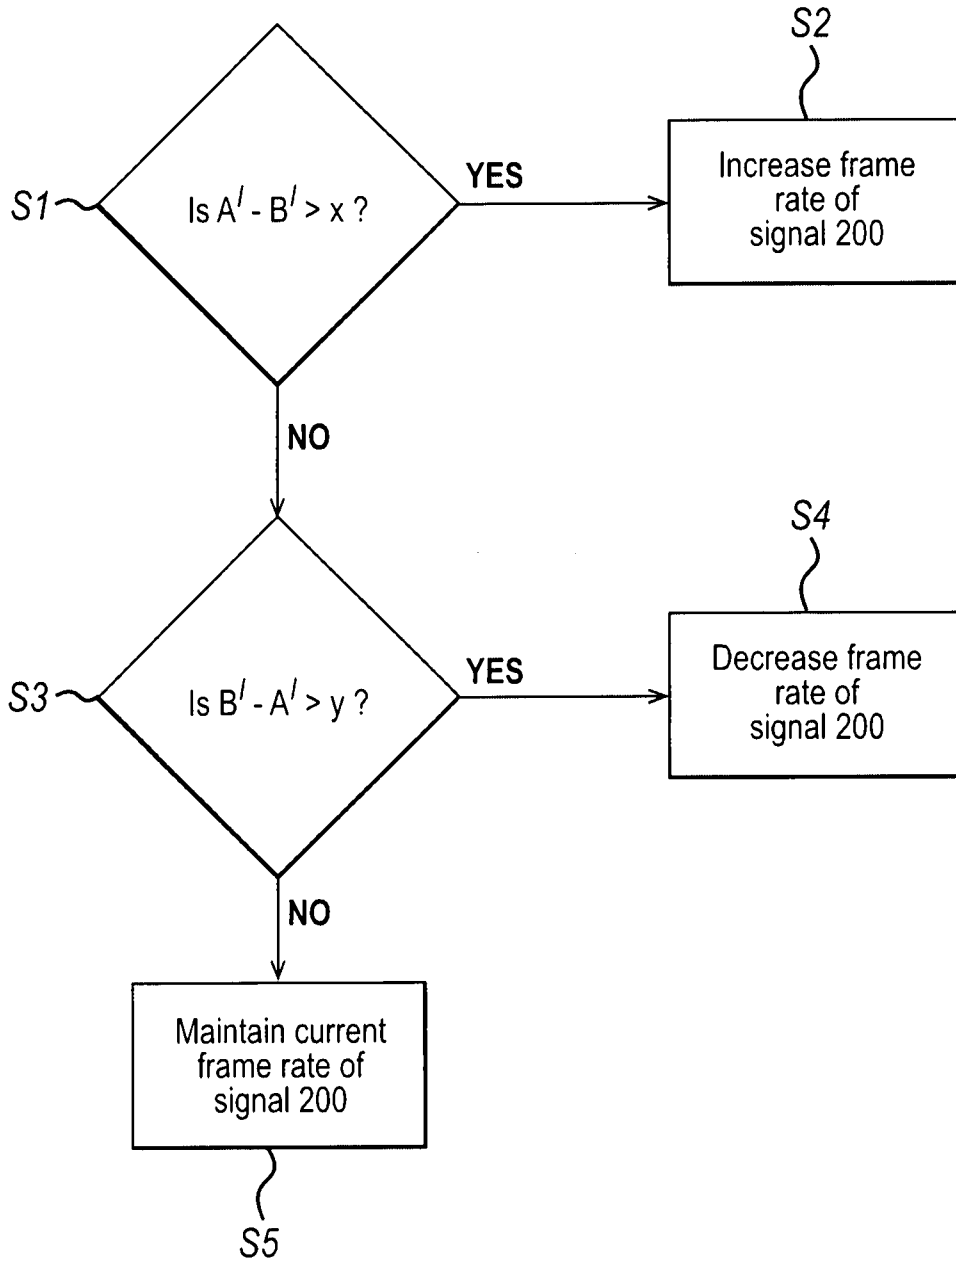 S2
Increase frame
rate of
signal 200
YES
S1
Is A' - B' > x ?
NO
S4
Decrease frame
rate of
signal 200
YES
S3
Is B' - A' > y ?
NO
Maintain current
frame rate of
signal 200
S5